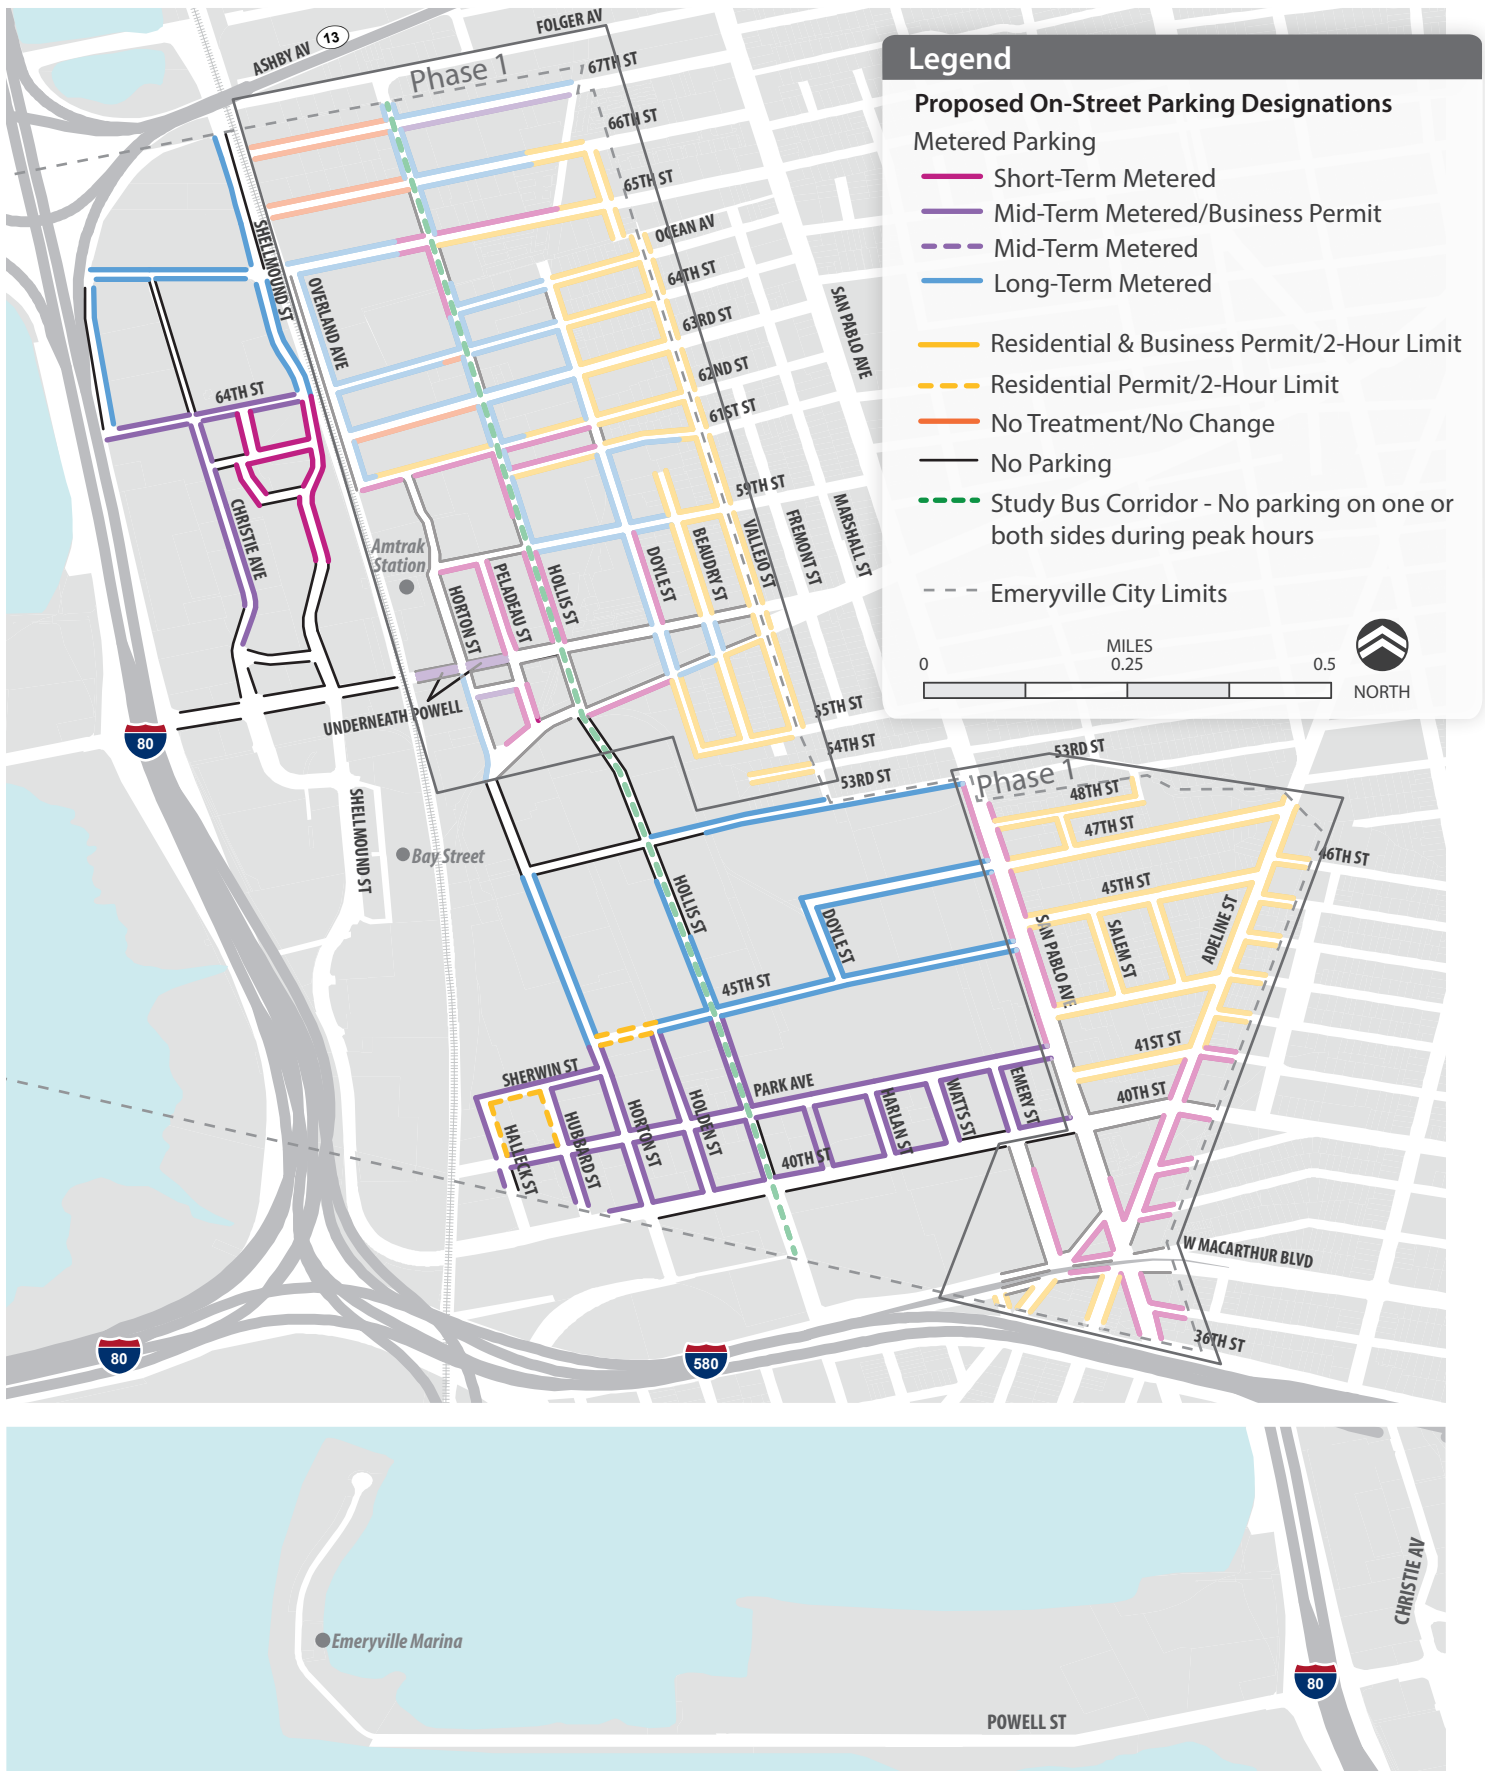 FOLGER AV
ASHBY AV
13
Phase 1
67TH ST
66TH ST
65TH ST
OCEAN AV
64TH ST
63RD ST
62ND ST
61ST ST
59TH ST
SHELLMOUND ST
OVERLAND AVE
SAN PABLO AVE
64TH ST
CHRISTIE AVE
Amtrak
Station
HORTON ST
PELADEAU ST
HOLLIS ST
DOYLE ST
BEAUDRY ST
VALLEJO ST
FREMONT ST
MARSHALL ST
UNDERNEATH POWELL
80
55TH ST
54TH ST
53RD ST
53RD ST
Legend
Proposed On-Street Parking Designations
Metered Parking
Short-Term Metered
Mid-Term Metered/Business Permit
Mid-Term Metered
Long-Term Metered
Residential & Business Permit/2-Hour Limit
Residential Permit/2-Hour Limit
No Treatment/No Change
No Parking
Study Bus Corridor - No parking on one or
both sides during peak hours
Emeryville City Limits
MILES
0
0.25
0.5
NORTH
Phase 1
48TH ST
47TH ST
46TH ST
45TH ST
SHELLMOUND ST
Bay Street
HOLLIS ST
DOYLE ST
SAN PABLO AVE
SALEM ST
ADELINE ST
45TH ST
41ST ST
40TH ST
SHERWIN ST
PARK AVE
HALLECK ST
HUBBARD ST
HORTON ST
HOLDEN ST
HARLAN ST
WATTS ST
EMERY ST
40TH ST
W MACARTHUR BLVD
36TH ST
80
580
Emeryville Marina
POWELL ST
CHRISTIE AV
80